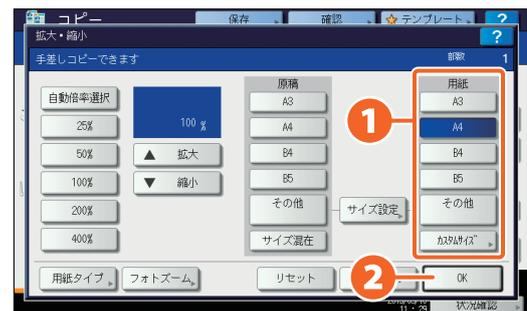 コピー 保存 確認 テンプレート ?
拡大・縮小 ?
手差しコピーできます 部数 1
原稿 用紙
自動倍率選択 A3 A3
25% 100 % A4 1 A4
50% ▲ 拡大 B4 B4
100% ▼ 縮小 B5 B5
200% その他 サイズ設定 その他
400% サイズ混在 カスタムサイズ
用紙タイプ フォトズーム リセット 2 OK
11:29 状況確認